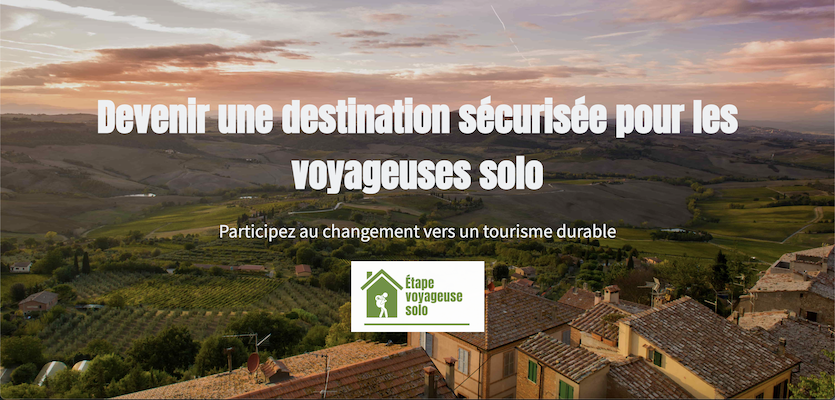 Devenir une destination sécurisée pour les
voyageuses solo
Participez au changement vers un tourisme durable
Étape
voyageuse
solo